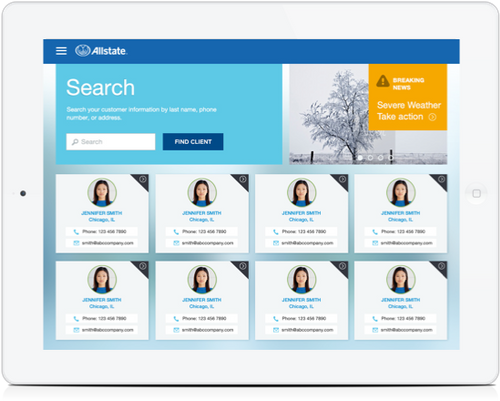 Allstate.
Search
Search your customer information by last name, phone
number, or address.
Search
FIND CLIENT
BREAKING
NEWS
Severe Weather
Take action
JENNIFER SMITH
Chicago, IL
Phone: 123 456 7890
smith@abccompany.com
JENNIFER SMITH
Chicago, IL
Phone: 123 456 7890
smith@abccompany.com
JENNIFER SMITH
Chicago, IL
Phone: 123 456 7890
smith@abccompany.com
JENNIFER SMITH
Chicago, IL
Phone: 123 456 7890
smith@abccompany.com
JENNIFER SMITH
Chicago, IL
Phone: 123 456 7890
smith@abccompany.com
JENNIFER SMITH
Chicago, IL
Phone: 123 456 7890
smith@abccompany.com
JENNIFER SMITH
Chicago, IL
Phone: 123 456 7890
smith@abccompany.com
JENNIFER SMITH
Chicago, IL
Phone: 123 456 7890
smith@abccompany.com